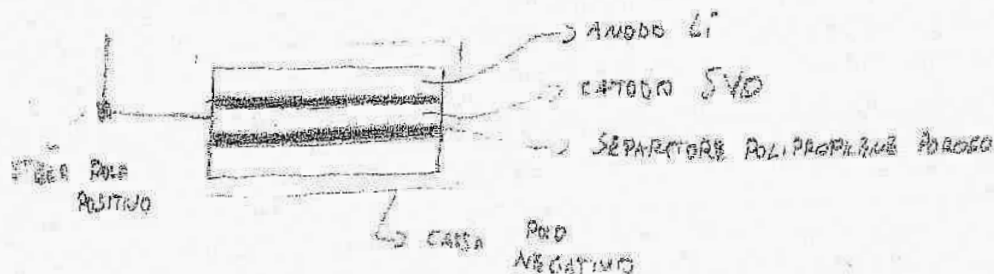 ANODO Li
CATODO SVO
SEPARATORE POLIPROPILENE POROSO
POLO
POSITIVO
CASSA POLO
NEGATIVO